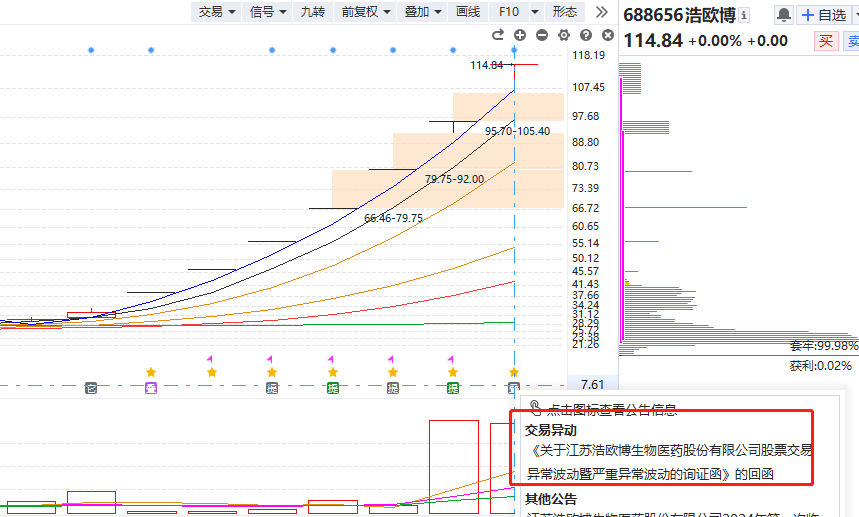 交易 信号 九转 前复权 叠加 画线 F10 形态
688656浩欧博
114.84 +0.00% +0.00
+自选
买 卖
118.19
114.84
107.45
97.68
95.70-105.40
88.80
80.73
79.75-92.00
73.39
66.72
66.46-79.75
60.65
55.14
50.12
45.57
41.43
37.66
34.24
31.12
28.29
25.72
23.38
21.26
套牢:99.98%
获利:0.02%
7.61
点击图标查看公告信息
交易异动
《关于江苏浩欧博生物医药股份有限公司股票交易
异常波动暨严重异常波动的询证函》的回函
其他公告
江苏浩欧博生物医药股份有限公司2024年第一次临